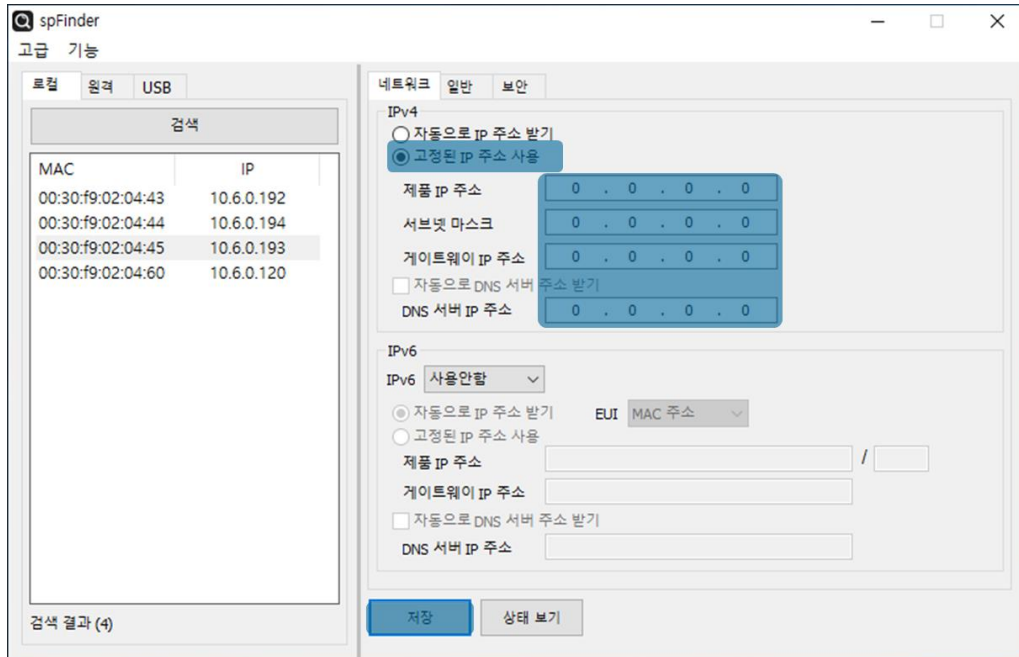 spFinder
고급 기능
로컬 원격 USB
검색
MAC IP
00:30:f9:02:04:43 10.6.0.192
00:30:f9:02:04:44 10.6.0.194
00:30:f9:02:04:45 10.6.0.193
00:30:f9:02:04:60 10.6.0.120
검색 결과 (4)
네트워크 일반 보안
IPv4
자동으로 IP 주소 받기
고정된 IP 주소 사용
제품 IP 주소 0 . 0 . 0 . 0
서브넷 마스크 0 . 0 . 0 . 0
게이트웨이 IP 주소 0 . 0 . 0 . 0
자동으로 DNS 서버 주소 받기
DNS 서버 IP 주소 0 . 0 . 0 . 0
IPv6
IPv6 사용안함
자동으로 IP 주소 받기 EUI MAC 주소
고정된 IP 주소 사용
제품 IP 주소 /
게이트웨이 IP 주소
자동으로 DNS 서버 주소 받기
DNS 서버 IP 주소
저장 상태 보기